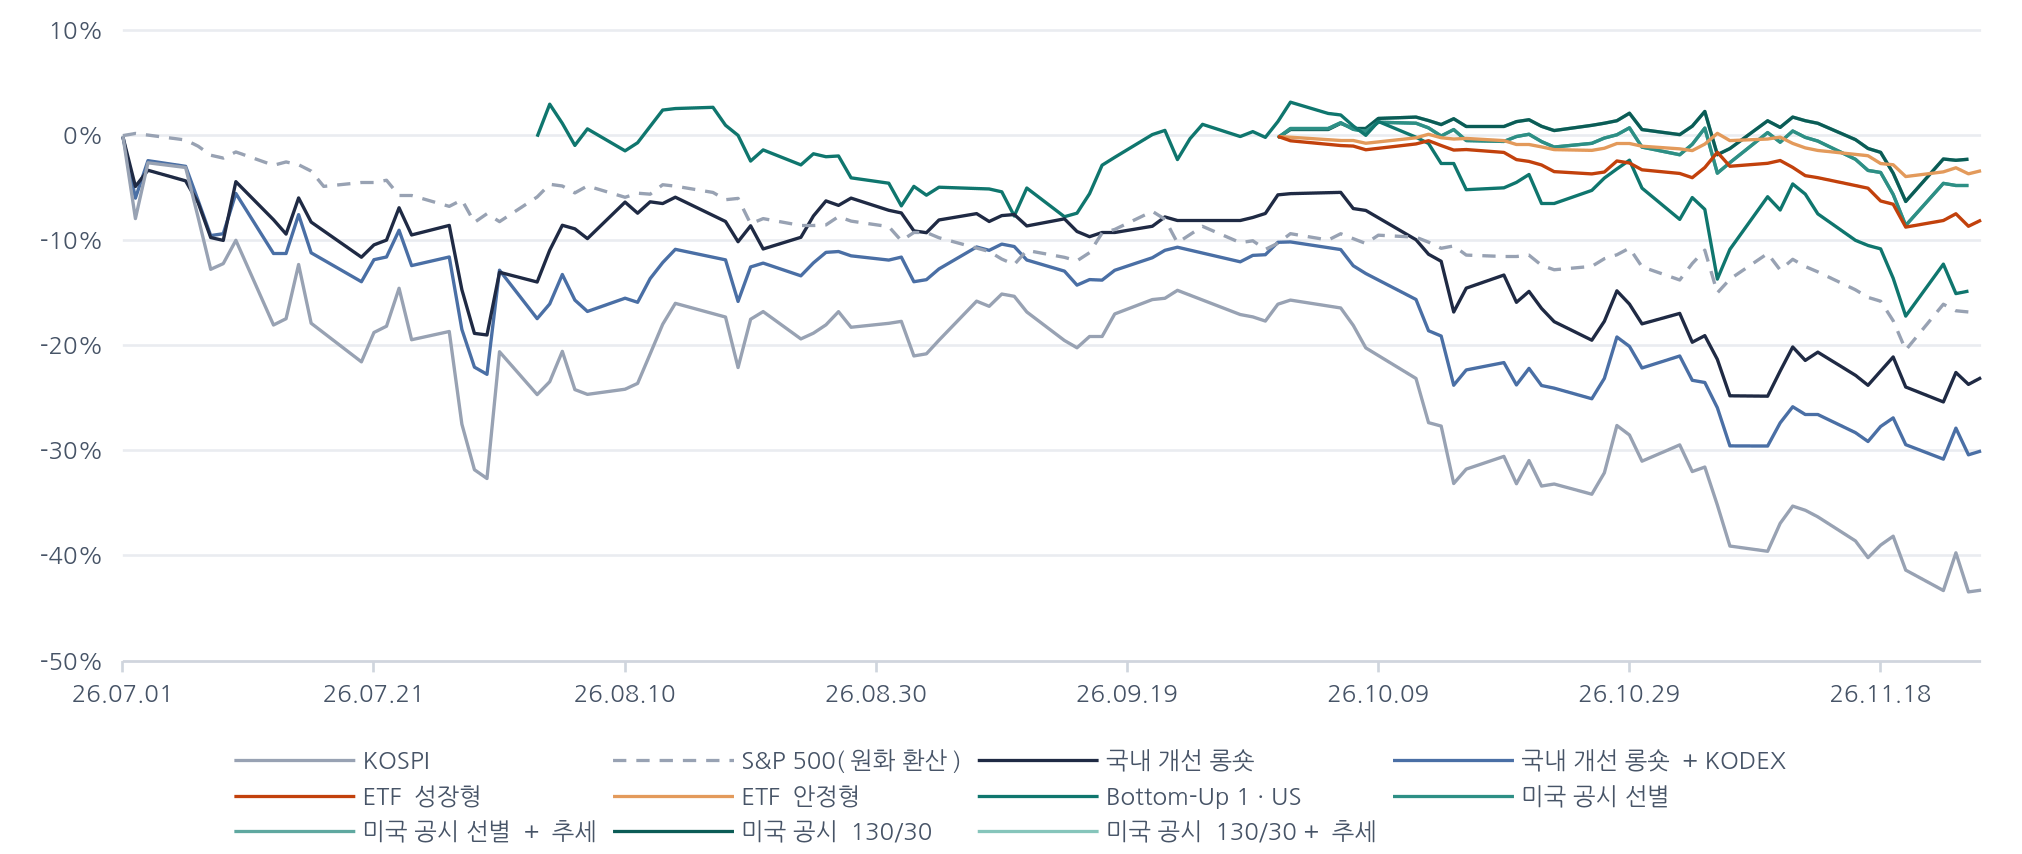 10%
0%
-10%
-20%
-30%
-40%
-50%
26.07.01 26.07.21 26.08.10 26.08.30 26.09.19 26.10.09 26.10.29 26.11.18
KOSPI S&P 500(원화 환산) 국내 개선 롱숏 국내 개선 롱숏 + KODEX
ETF 성장형 ETF 안정형 Bottom-Up 1 · US 미국 공시 선별
미국 공시 선별 + 추세 미국 공시 130/30 미국 공시 130/30 + 추세